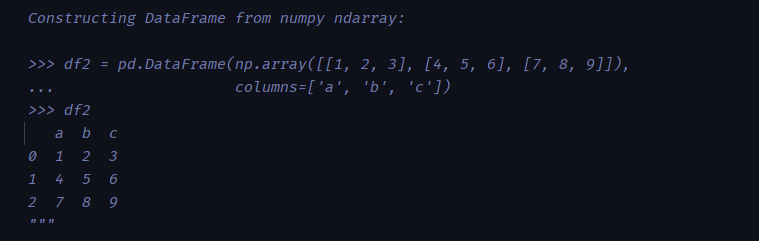 Constructing DataFrame from numpy ndarray:

>>> df2 = pd.DataFrame(np.array([[1, 2, 3], [4, 5, 6], [7, 8, 9]]),
...                    columns=['a', 'b', 'c'])
>>> df2
   a  b  c
0  1  2  3
1  4  5  6
2  7  8  9
"""